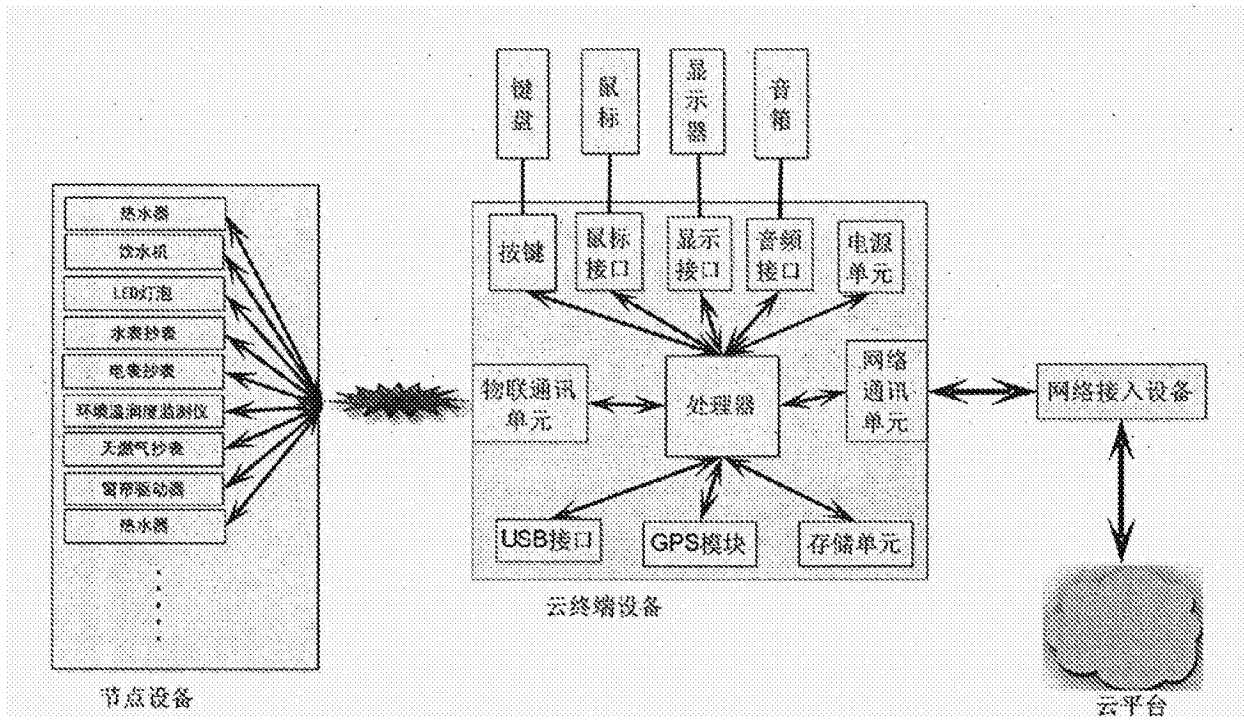 键盘
鼠标
显示器
音箱
热水器
饮水机
LED灯泡
水表抄表
电表抄表
环境温润度监测仪
天燃气抄表
窗帘驱动器
热水器
节点设备
按键
鼠标
接口
显示
接口
音频
接口
电源
单元
物联通讯
单元
处理器
网络
通讯
单元
USB接口
GPS模块
存储单元
云终端设备
网络接入设备
云平台